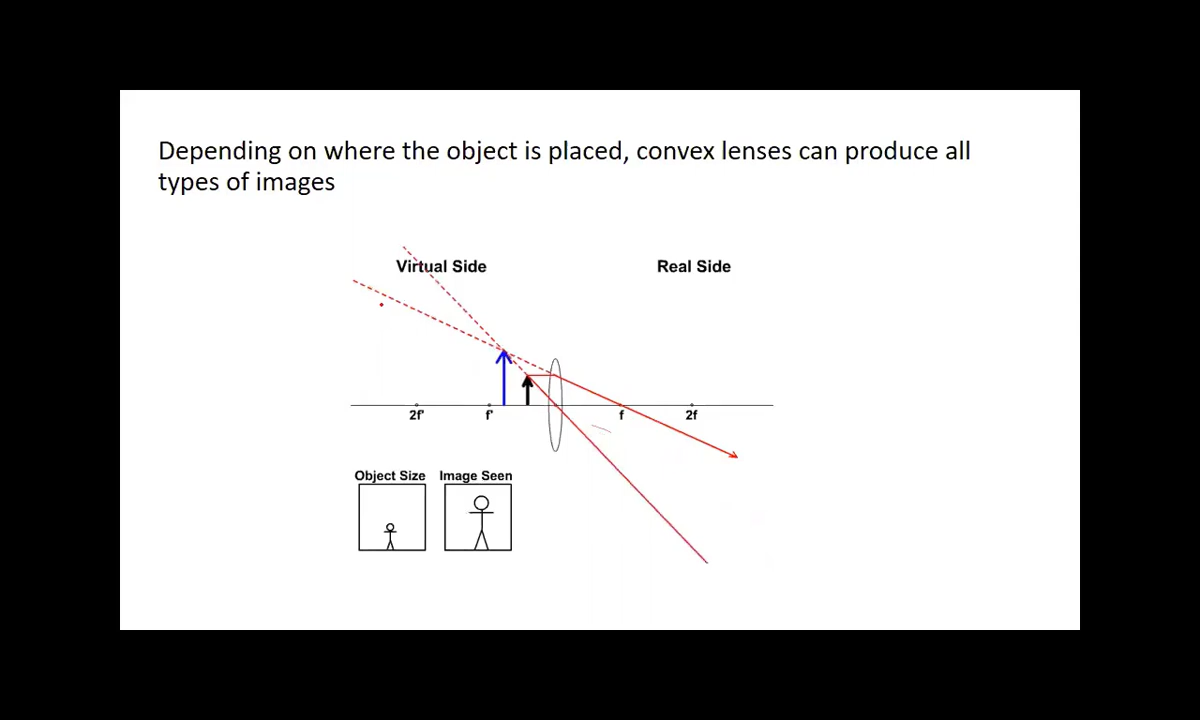 Depending on where the object is placed, convex lenses can produce all
types of images
Virtual Side
Real Side
2f'
f'
f
2f
Object Size
Image Seen